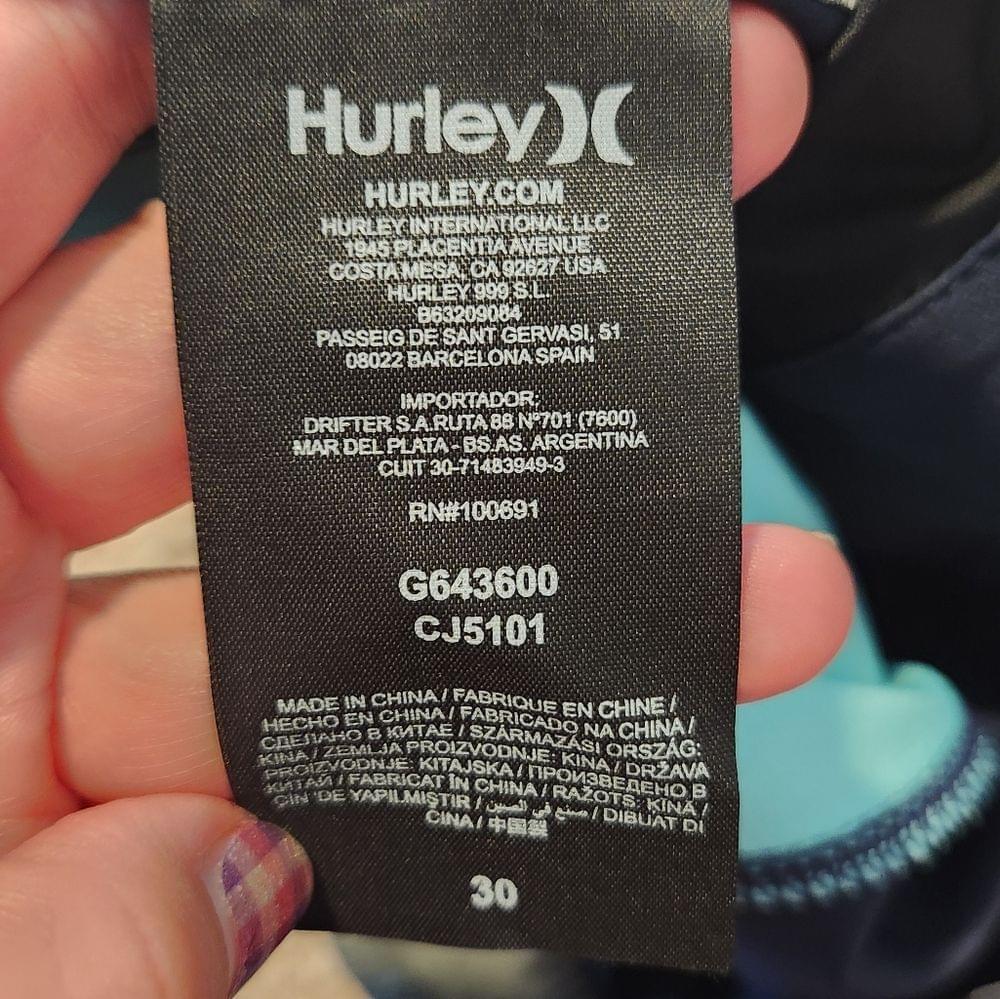 Hurley
HURLEY.COM
HURLEY INTERNATIONAL LLC
1945 PLACENTIA AVENUE
COSTA MESA, CA 92627 USA
HURLEY 999 S.L.
B63209064
PASSEIG DE SANT GERVASI, 51
08022 BARCELONA SPAIN
IMPORTADOR:
DRIFTER S.A.RUTA 88 Nº701 (7600)
MAR DEL PLATA - BS.AS. ARGENTINA
CUIT 30-71483949-3
RN#100691
G643600
CJ5101
MADE IN CHINA / FABRIQUE EN CHINE /
HECHO EN CHINA / FABRICADO NA CHINA /
СДЕЛАНО В КИТАЕ / SZÁRMAZÁSI ORSZÁG:
KINA / ZEMLJA PROIZVODNJE: KINA / DRŽAVA
PROIZVODNJE: KITAJSKA / ПРОИЗВЕДЕНО В
КИТАЙ / FABRICAT ÎN CHINA / RAŽOTS: KINA /
ÇİN 'DE YAPILMIŞTIR / صنع في الصين / DIBUAT DI
CINA / 中国製
30